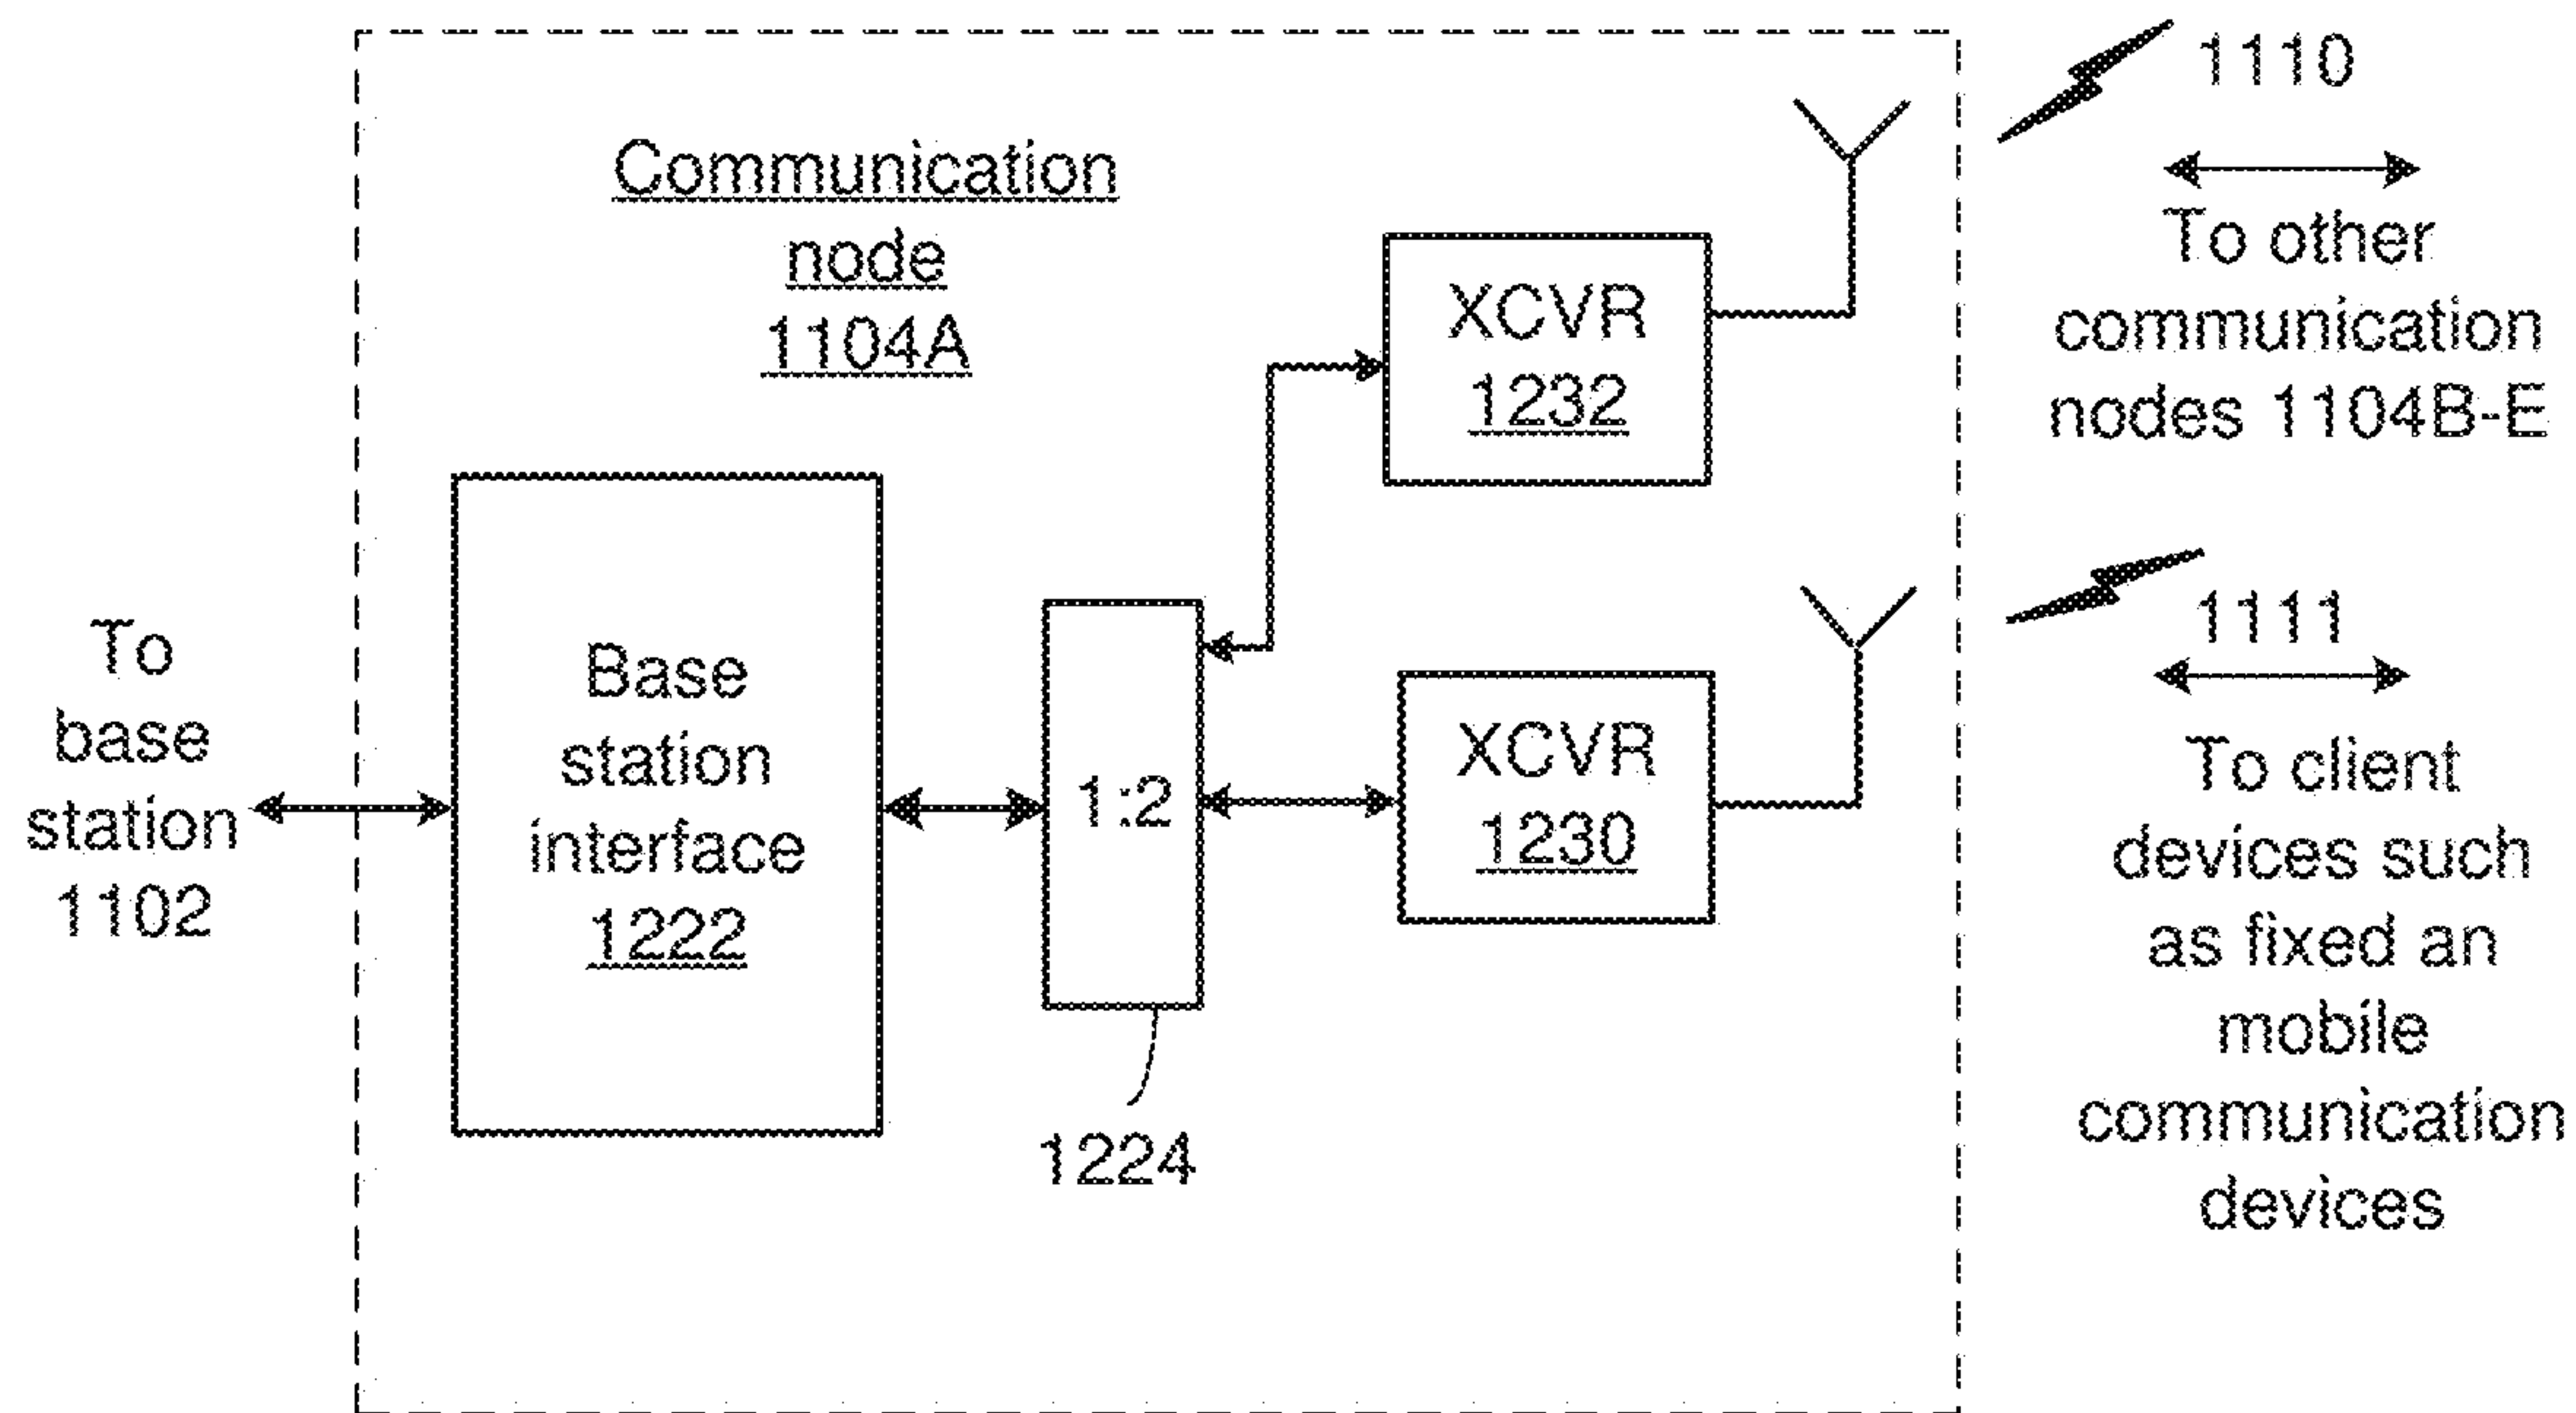 Communication
node
1104A
To
base
station
1102
Base
station
interface
1222
1:2
1224
XCVR
1232
XCVR
1230
1110
To other
communication
nodes 1104B-E
1111
To client
devices such
as fixed an
mobile
communication
devices